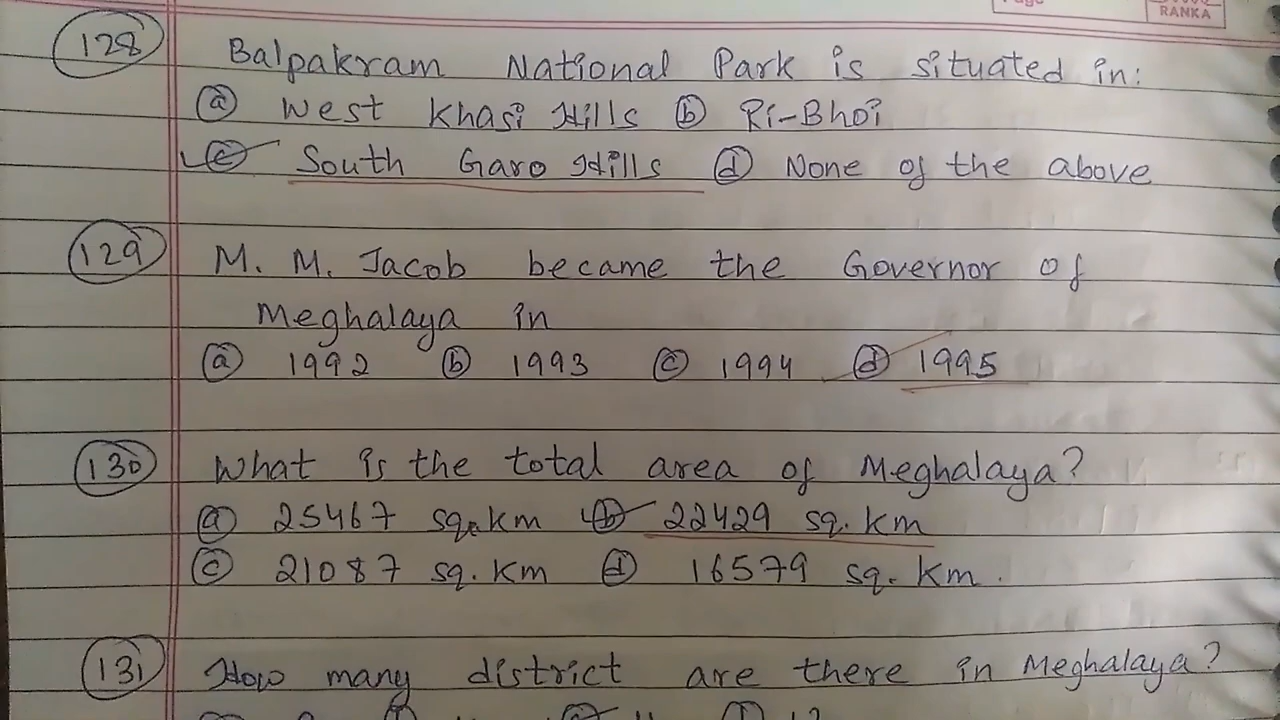 Page
RANKA
128 Balpakram National Park is situated in:
(a) West Khasi Hills (b) Ri-Bhoi
(c) South Garo Hills (d) None of the above
129 M. M. Jacob became the Governor of
Meghalaya in
(a) 1992 (b) 1993 (c) 1994 (d) 1995
130 What is the total area of Meghalaya?
(a) 25467 sq.km (b) 22429 sq.km
(c) 21087 sq.km (d) 16579 sq.km.
131 How many district are there in Meghalaya?